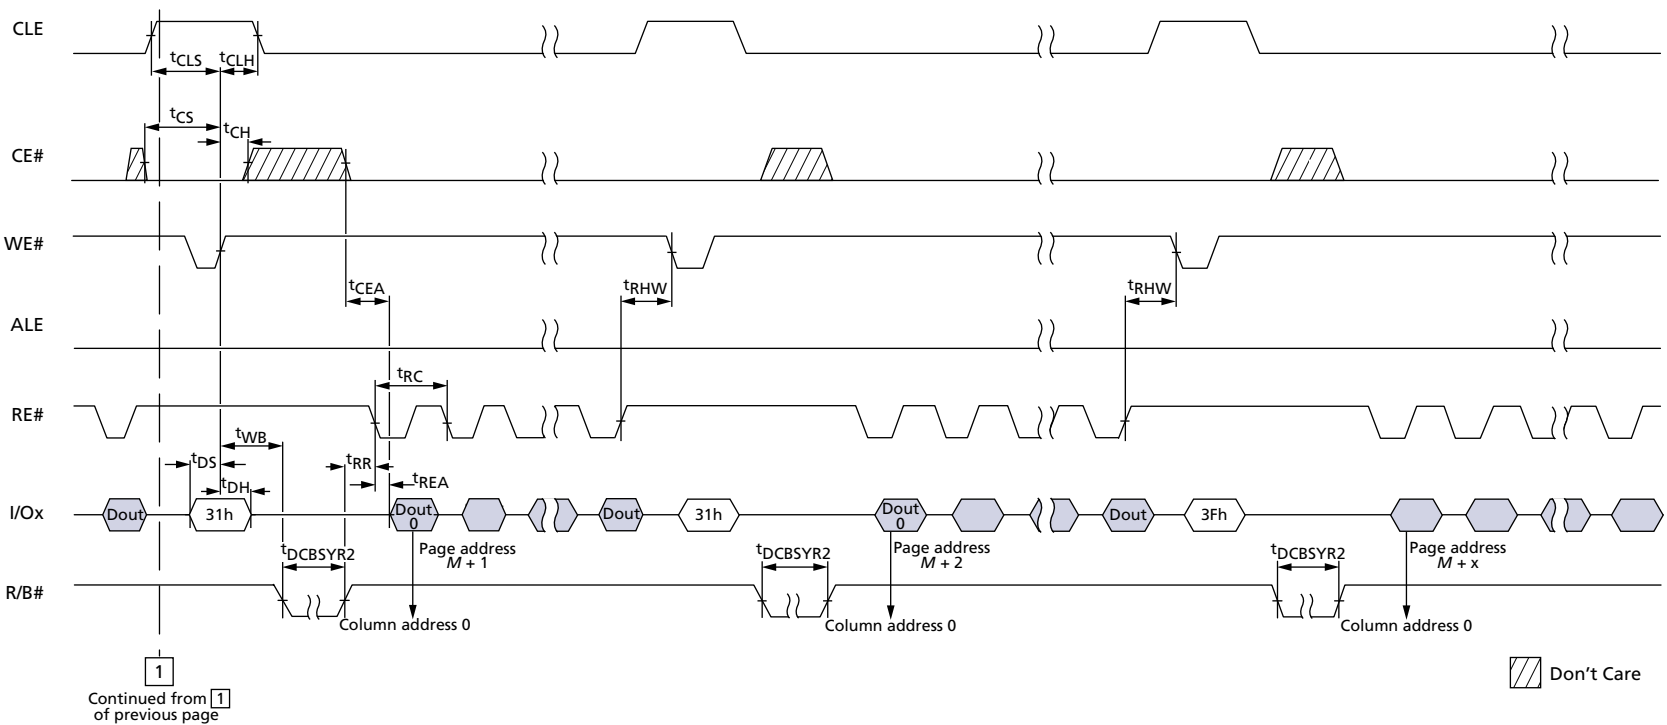 CLE
tCLS
tCLH
tCS
tCH
CE#
WE#
tCEA
tRHW
tRHW
ALE
tRC
RE#
tWB
tDS
tRR
tDH
tREA
I/Ox
Dout
31h
Dout 0
Dout
31h
Dout 0
Dout
3Fh
tDCBSYR2
Page address
M + 1
tDCBSYR2
Page address
M + 2
tDCBSYR2
Page address
M + x
R/B#
Column address 0
Column address 0
Column address 0
1
Continued from 1
of previous page
Don't Care